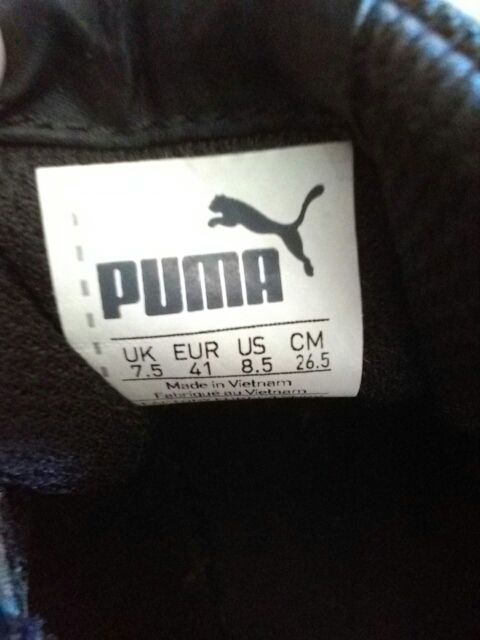 PUMA
UK EUR US CM
7.5 41 8.5 26.5
Made in Vietnam
Fabriqué au Vietnam